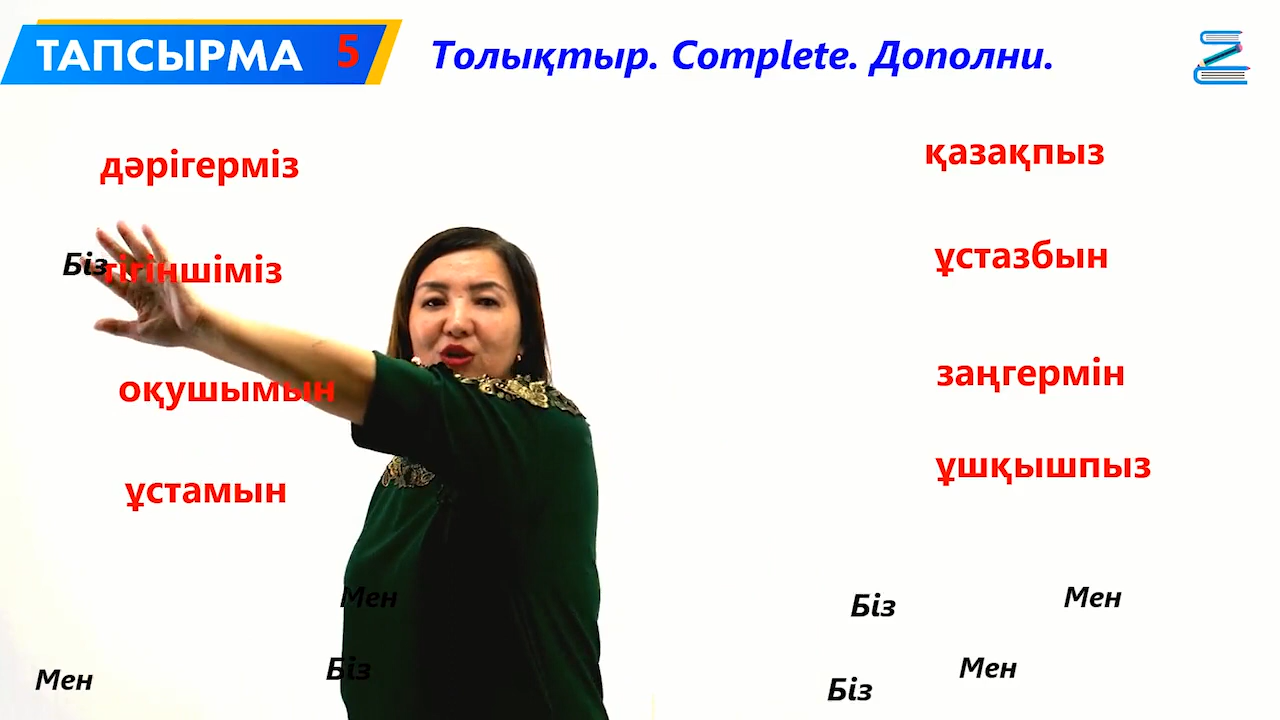 ТАПСЫРМА 5
Толықтыр. Complete. Дополни.
дәрігерміз
қазақпыз
Біз тігіншіміз
ұстазбын
оқушымын
заңгермін
ұстамын
ұшқышпыз
Мен
Біз
Мен
Мен
Біз
Мен
Біз